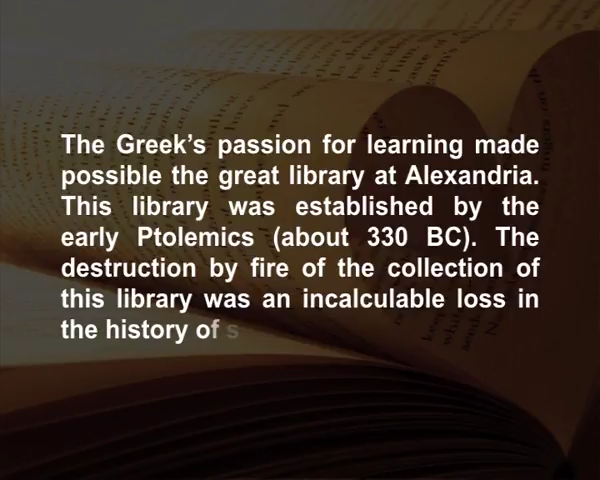 The Greek’s passion for learning made
possible the great library at Alexandria.
This library was established by the
early Ptolemics (about 330 BC). The
destruction by fire of the collection of
this library was an incalculable loss in
the history of s